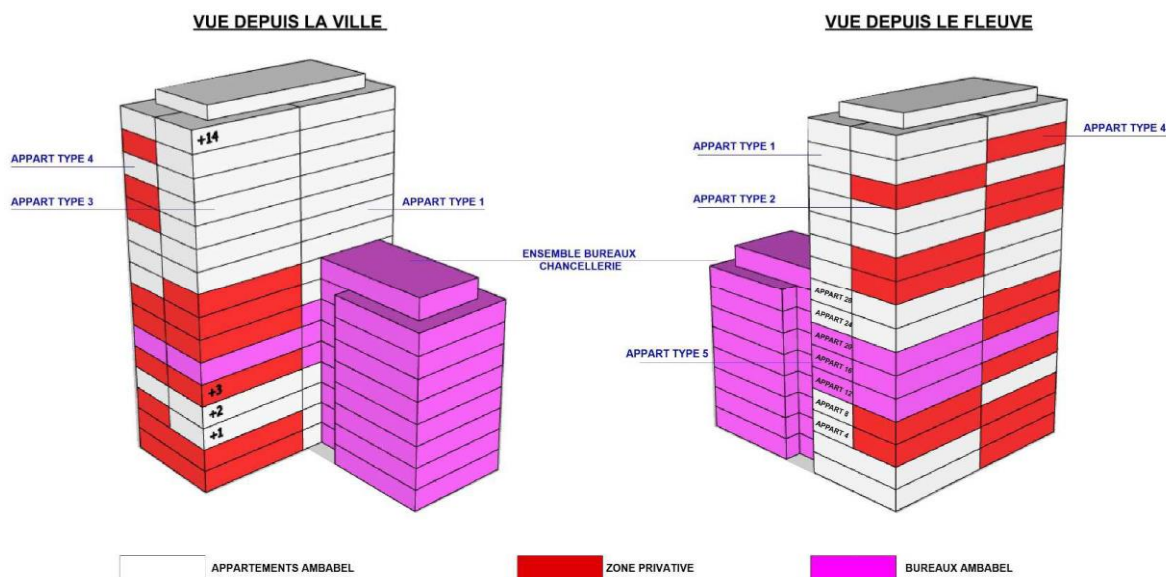 VUE DEPUIS LA VILLE
VUE DEPUIS LE FLEUVE
+14
APPART TYPE 4
APPART TYPE 3
APPART TYPE 1
+3
+2
+1
ENSEMBLE BUREAUX
CHANCELLERIE
APPART TYPE 4
APPART TYPE 1
APPART TYPE 2
APPART 28
APPART 24
APPART 20
APPART TYPE 5
APPART 16
APPART 12
APPART 8
APPART 4
APPARTEMENTS AMBABEL
ZONE PRIVATIVE
BUREAUX AMBABEL